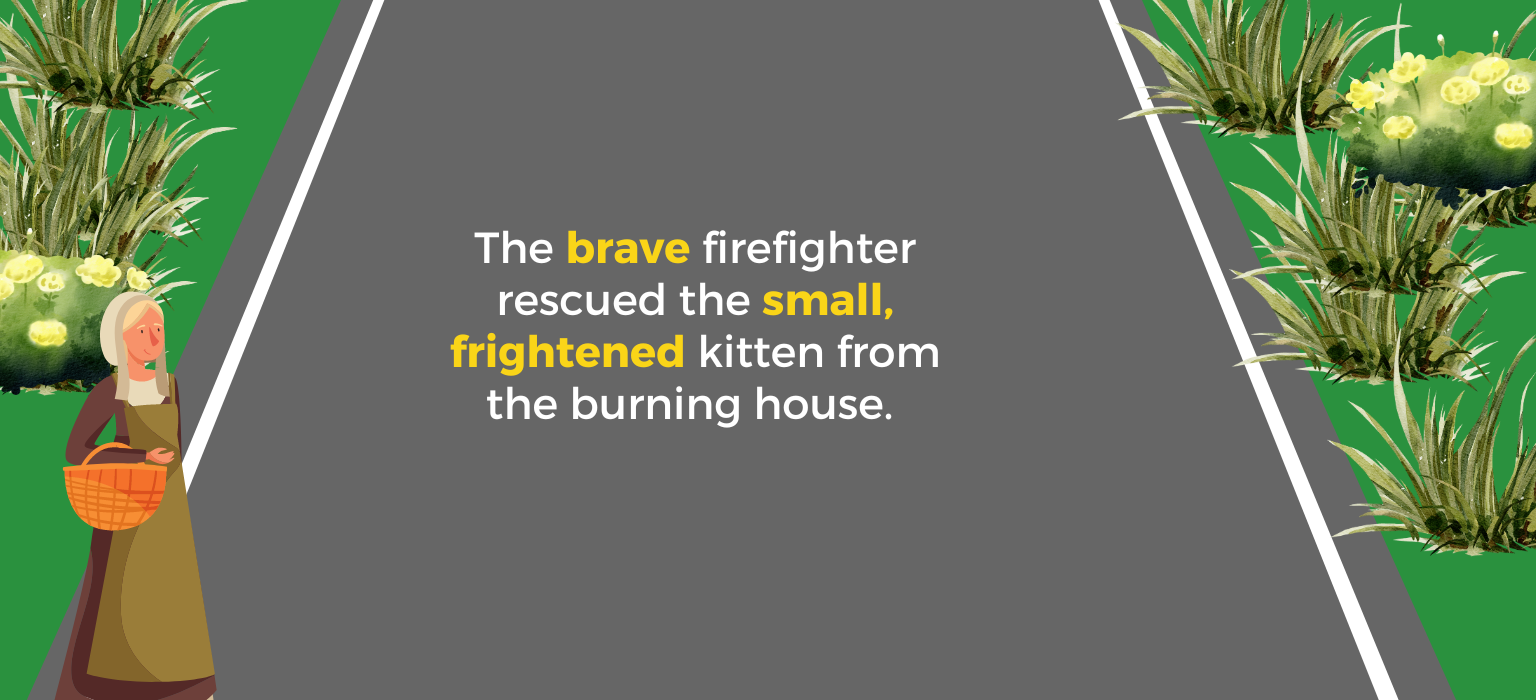 The brave firefighter
rescued the small,
frightened kitten from
the burning house.